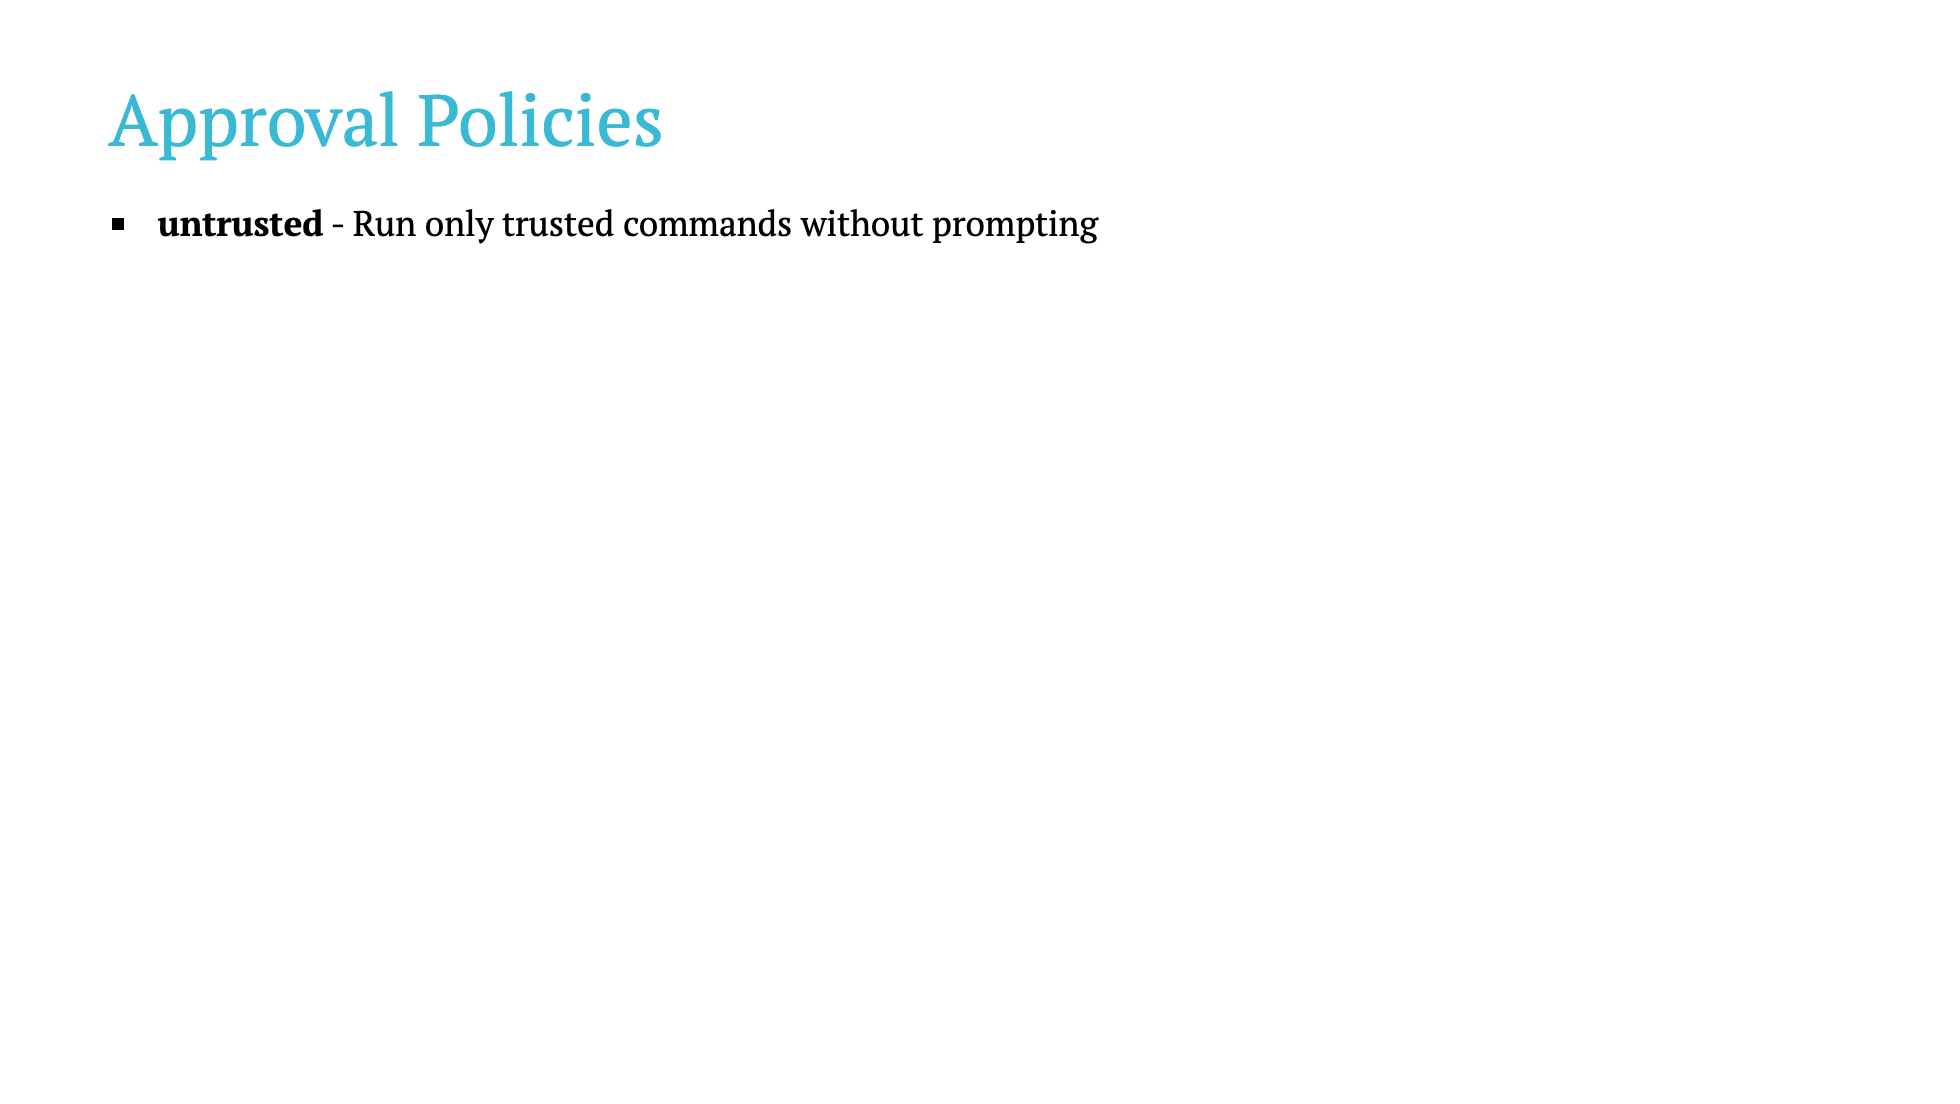 Approval Policies
▪ untrusted - Run only trusted commands without prompting